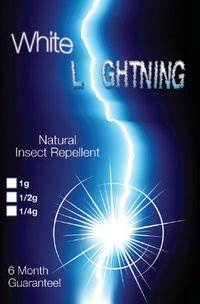 White
LIGHTNING
Natural
Insect Repellent
1g
1/2g
1/4g
6 Month
Guarantee!